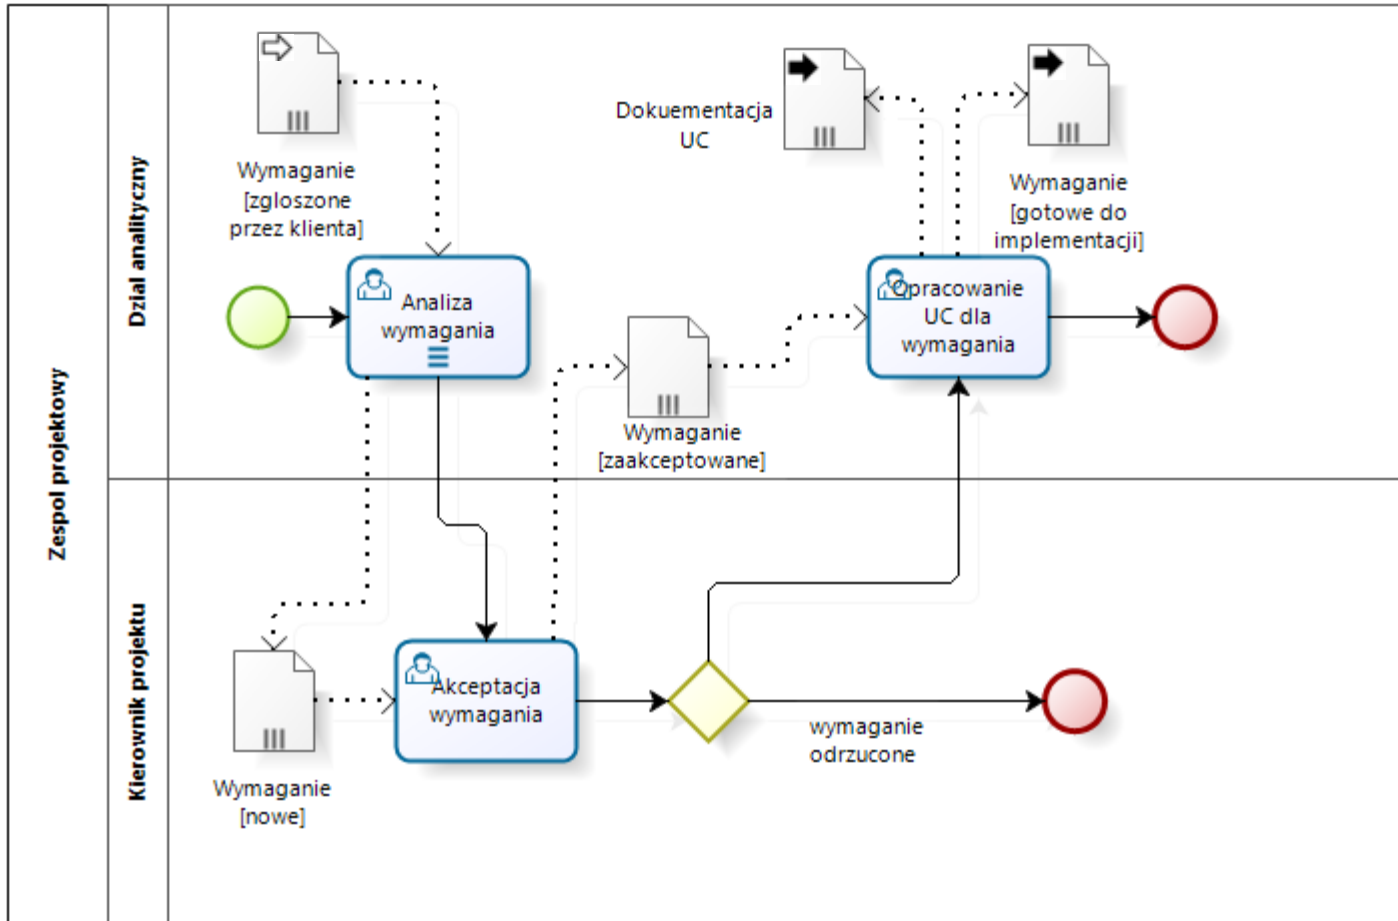 Zespol projektowy
Dzial analityczny
Wymaganie
[zgloszone
przez klienta]
Dokuementacja
UC
Wymaganie
[gotowe do
implementacji]
Analiza
wymagania
Opracowanie
UC dla
wymagania
Wymaganie
[zaakceptowane]
Kierownik projektu
Akceptacja
wymagania
wymaganie
odrzucone
Wymaganie
[nowe]